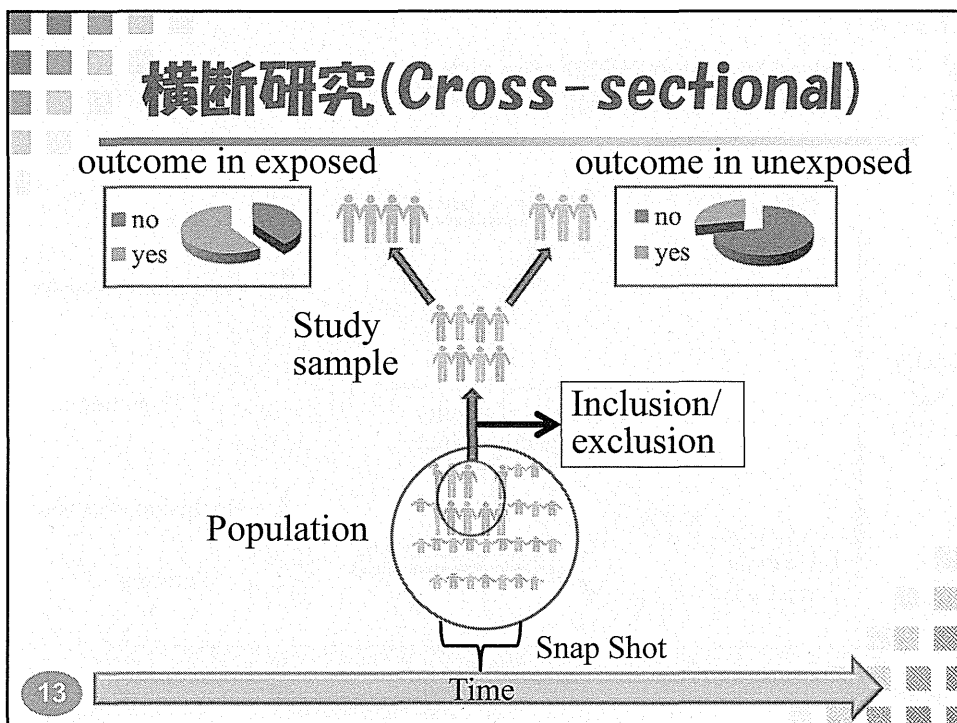 横断研究(Cross-sectional)
outcome in exposed
outcome in unexposed
no
yes
no
yes
Study
sample
Inclusion/
exclusion
Population
Snap Shot
Time
13